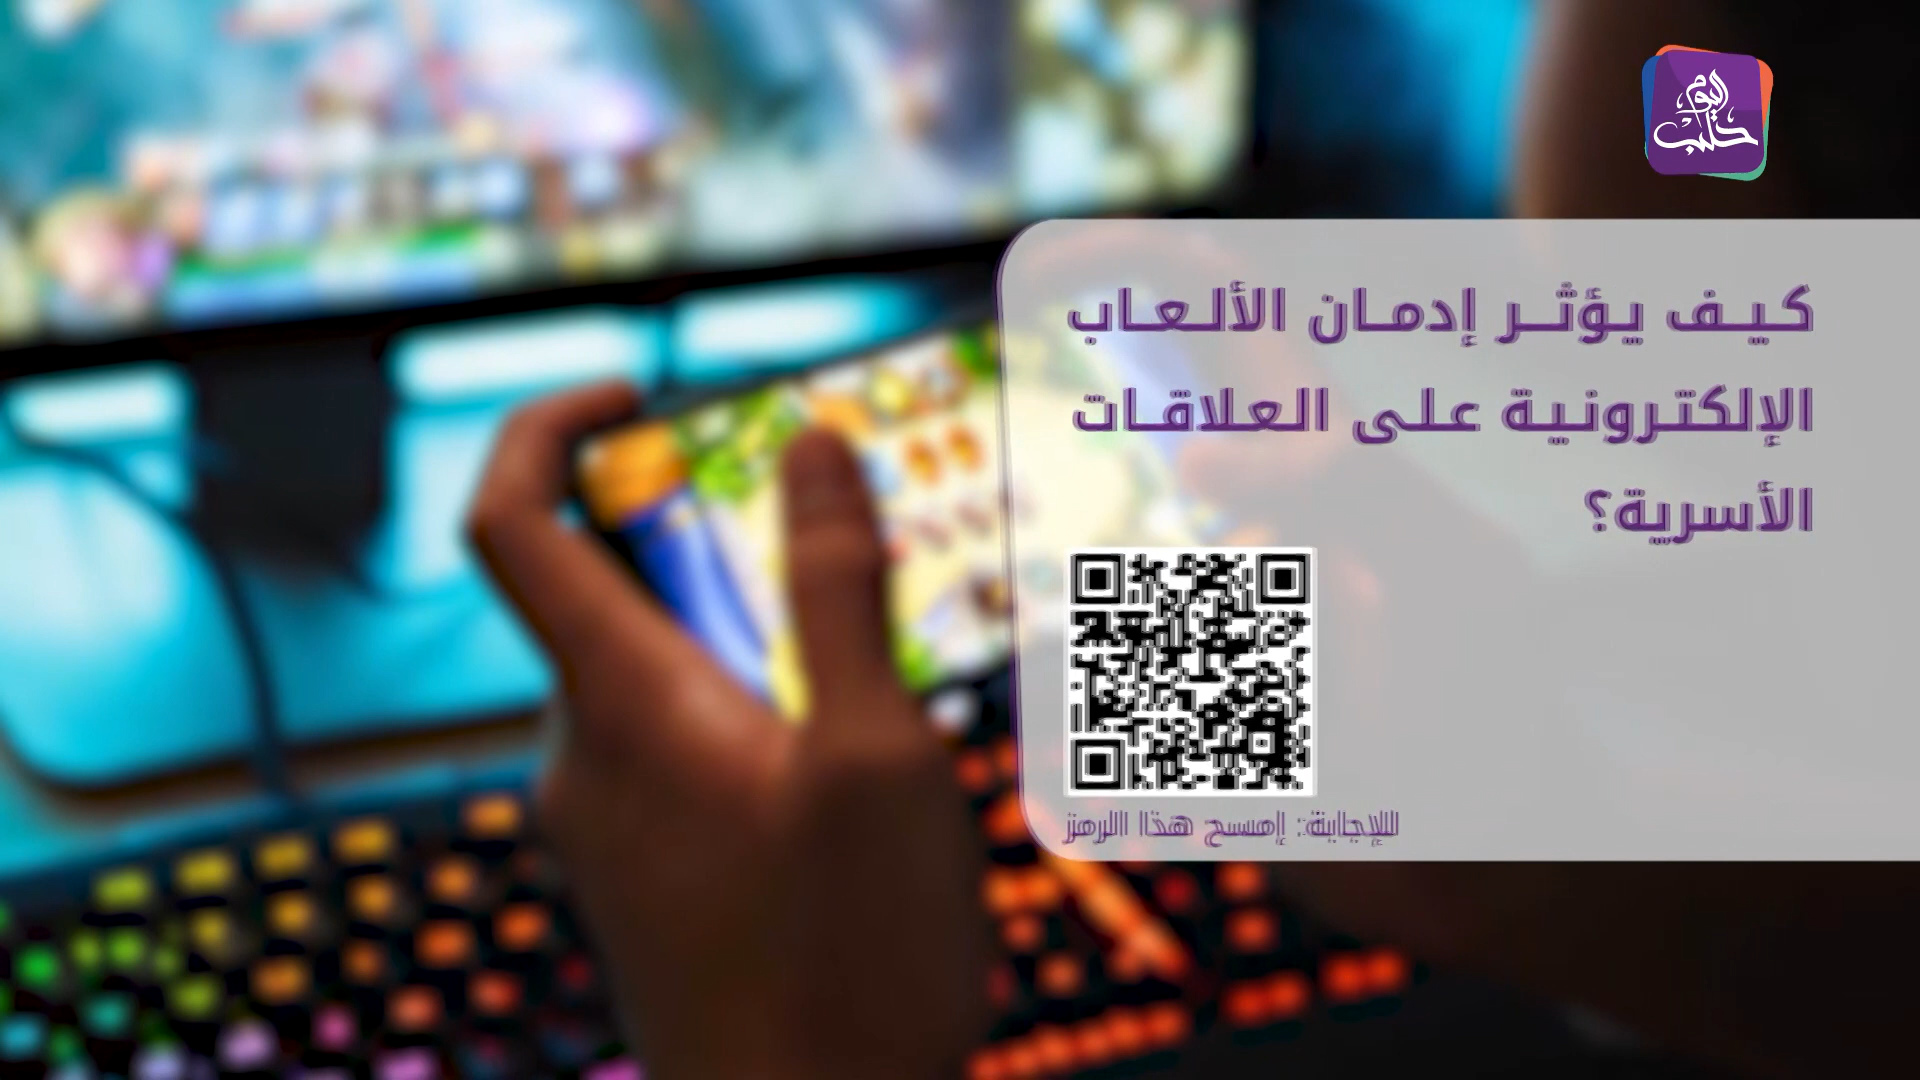 حلب اليوم
كيف يؤثر إدمان الألعاب
الإلكترونية على العلاقات
الأسرية؟
للإجابة: إمسح هذا الرمز